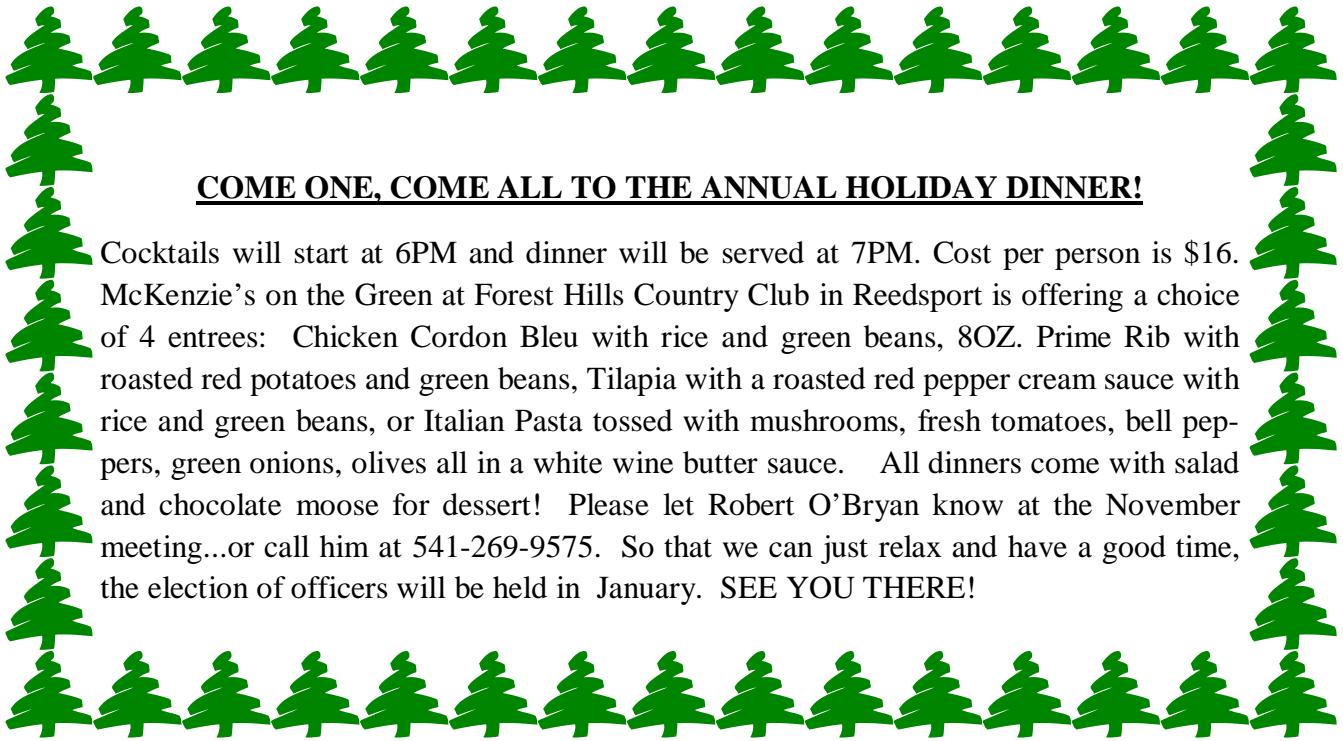 COME ONE, COME ALL TO THE ANNUAL HOLIDAY DINNER!
Cocktails will start at 6PM and dinner will be served at 7PM. Cost per person is $16.
McKenzie’s on the Green at Forest Hills Country Club in Reedsport is offering a choice
of 4 entrees: Chicken Cordon Bleu with rice and green beans, 8OZ. Prime Rib with
roasted red potatoes and green beans, Tilapia with a roasted red pepper cream sauce with
rice and green beans, or Italian Pasta tossed with mushrooms, fresh tomatoes, bell pep-
pers, green onions, olives all in a white wine butter sauce. All dinners come with salad
and chocolate moose for dessert! Please let Robert O’Bryan know at the November
meeting...or call him at 541-269-9575. So that we can just relax and have a good time,
the election of officers will be held in January. SEE YOU THERE!